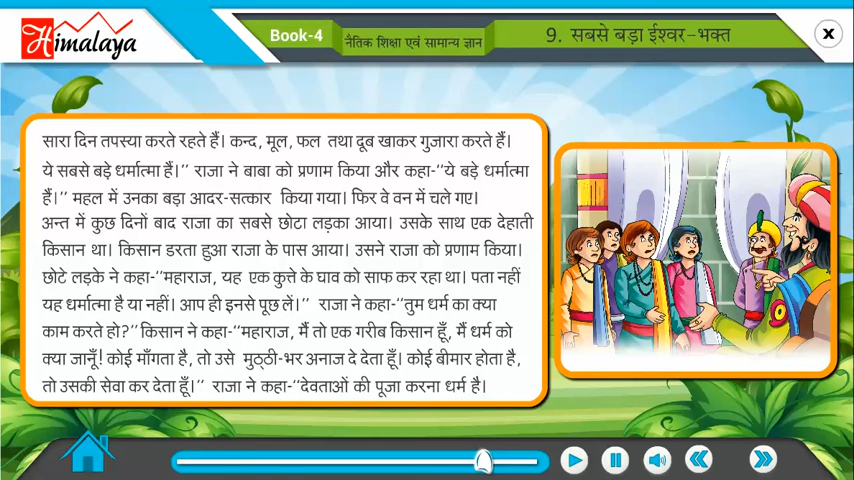 Himalaya
Book-4
नैतिक शिक्षा एवं सामान्य ज्ञान
9. सबसे बड़ा ईश्वर-भक्त
X
सारा दिन तपस्या करते रहते हैं। कन्द, मूल, फल तथा दूब खाकर गुजारा करते हैं।
ये सबसे बड़े धर्मात्मा हैं।" राजा ने बाबा को प्रणाम किया और कहा-"ये बड़े धर्मात्मा
हैं।" महल में उनका बड़ा आदर-सत्कार किया गया। फिर वे वन में चले गए।
अन्त में कुछ दिनों बाद राजा का सबसे छोटा लड़का आया। उसके साथ एक देहाती
किसान था। किसान डरता हुआ राजा के पास आया। उसने राजा को प्रणाम किया।
छोटे लड़के ने कहा-"महाराज, यह एक कुत्ते के घाव को साफ कर रहा था। पता नहीं
यह धर्मात्मा है या नहीं। आप ही इनसे पूछ लें।" राजा ने कहा-"तुम धर्म का क्या
काम करते हो?" किसान ने कहा-"महाराज, मैं तो एक गरीब किसान हूँ, मैं धर्म को
क्या जानूँ! कोई माँगता है, तो उसे मुठ्ठी-भर अनाज दे देता हूँ। कोई बीमार होता है,
तो उसकी सेवा कर देता हूँ।" राजा ने कहा-"देवताओं की पूजा करना धर्म है।